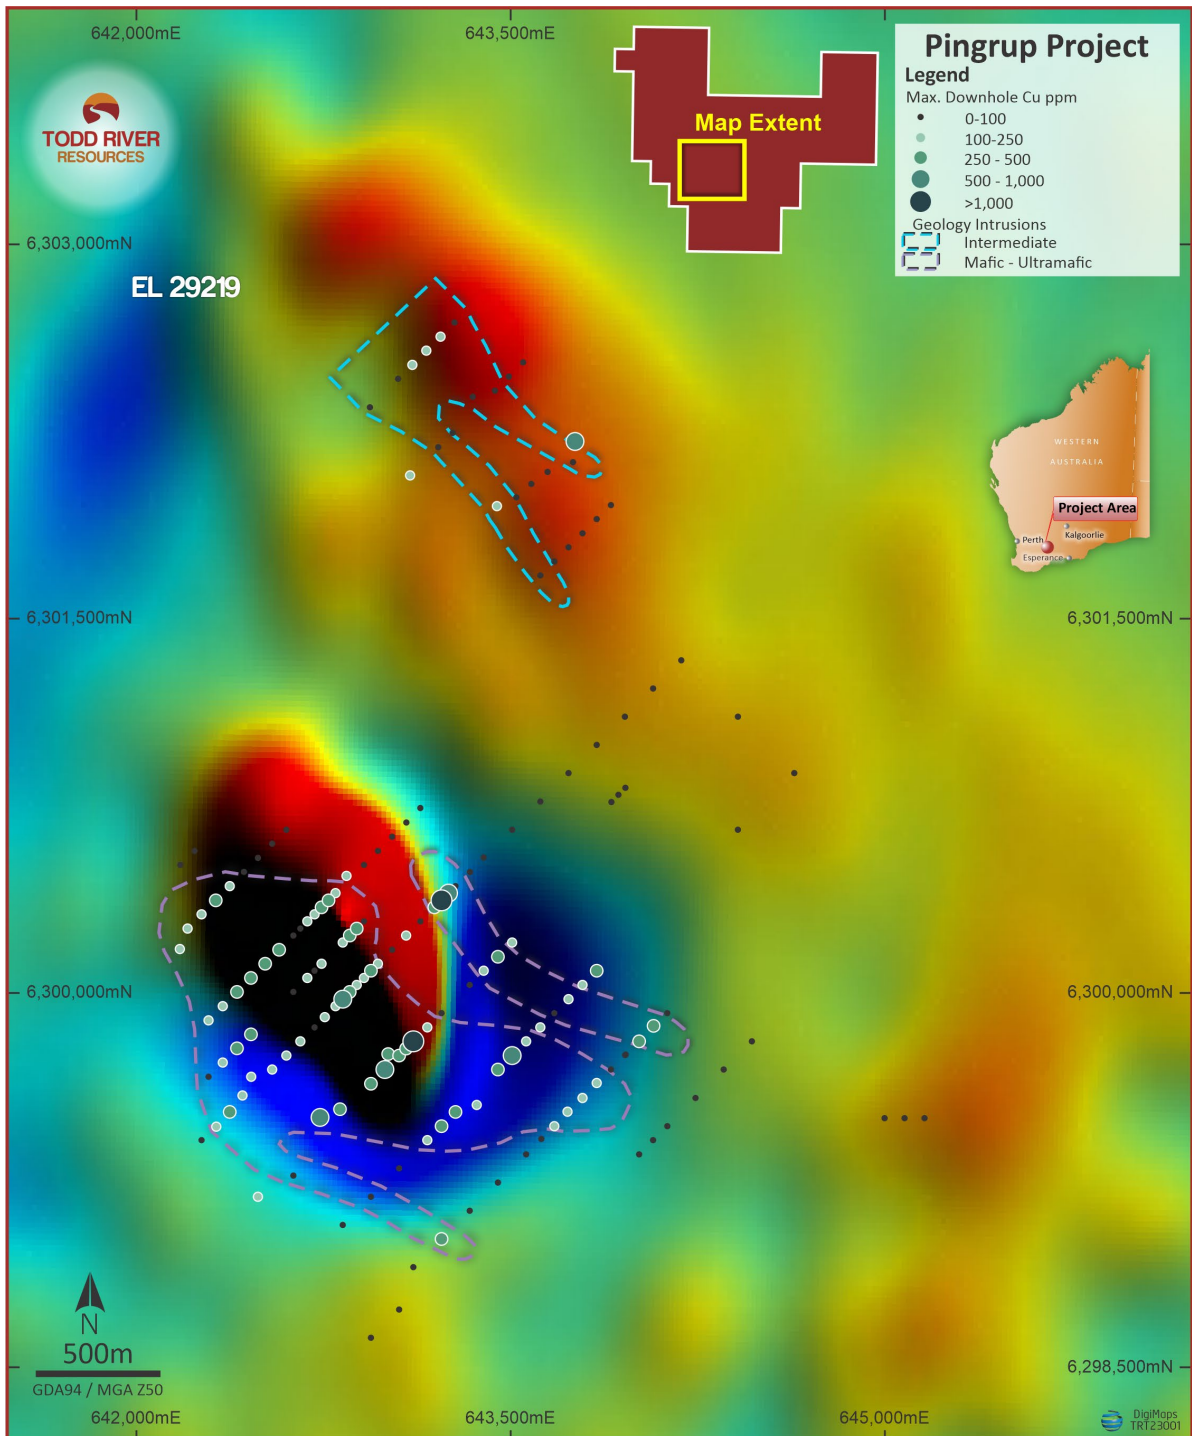 642,000mE
643,500mE
Pingrup Project
Legend
Max. Downhole Cu ppm
0-100
100-250
250 - 500
500 - 1,000
>1,000
Geology Intrusions
Intermediate
Mafic - Ultramafic
TODD RIVER
RESOURCES
Map Extent
6,303,000mN
EL 29219
WESTERN
AUSTRALIA
Project Area
Perth
Kalgoorlie
Esperance
6,301,500mN
6,301,500mN
6,300,000mN
6,300,000mN
N
500m
GDA94 / MGA Z50
6,298,500mN
642,000mE
643,500mE
645,000mE
DigiMaps
TRT23001